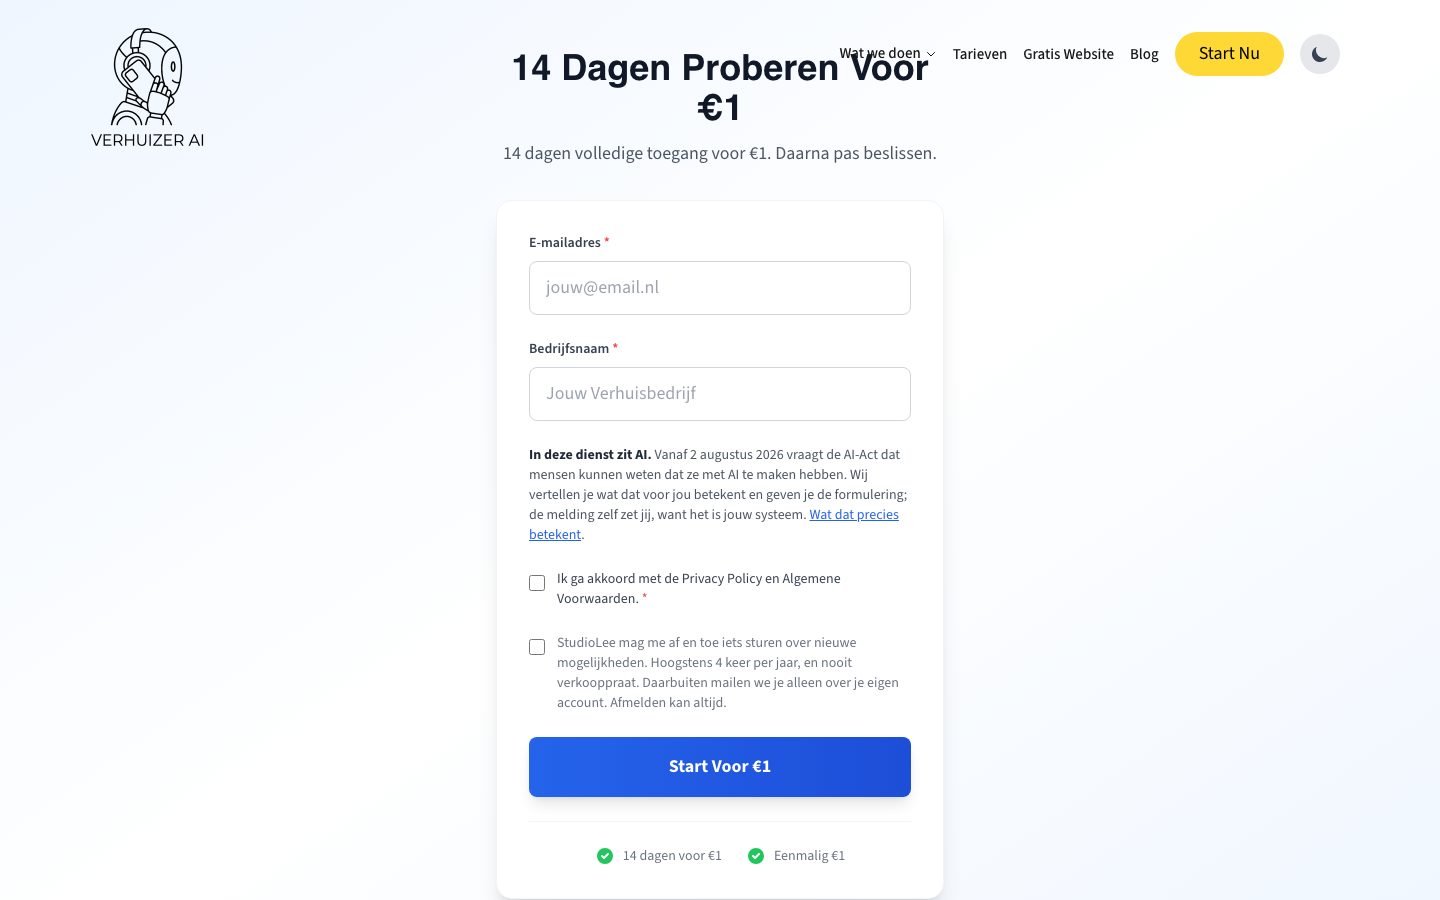 VERHUIZER AI
Wat we doen
Tarieven
Gratis Website
Blog
Start Nu
14 Dagen Proberen Voor
€1
14 dagen volledige toegang voor €1. Daarna pas beslissen.
E-mailadres *
jouw@email.nl
Bedrijfsnaam *
Jouw Verhuisbedrijf
In deze dienst zit AI. Vanaf 2 augustus 2026 vraagt de AI-Act dat
mensen kunnen weten dat ze met AI te maken hebben. Wij
vertellen je wat dat voor jou betekent en geven je de formulering;
de melding zelf zet jij, want het is jouw systeem. Wat dat precies
betekent.
Ik ga akkoord met de Privacy Policy en Algemene
Voorwaarden. *
StudioLee mag me af en toe iets sturen over nieuwe
mogelijkheden. Hoogstens 4 keer per jaar, en nooit
verkooppraat. Daarbuiten mailen we je alleen over je eigen
account. Afmelden kan altijd.
Start Voor €1
14 dagen voor €1
Eenmalig €1